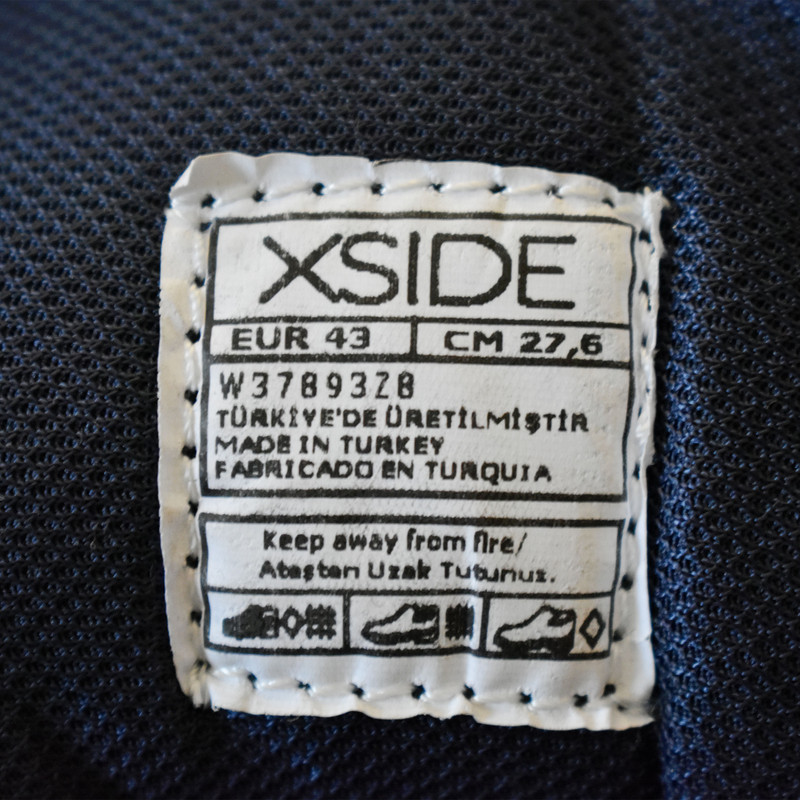 XSIDE
EUR 43 CM 27,6
W3789328
TÜRKİYE'DE ÜRETİLMİŞTİR
MADE IN TURKEY
FABRICADO EN TURQUIA
Keep away from fire/
Ateştan Uzak Tutunuz.